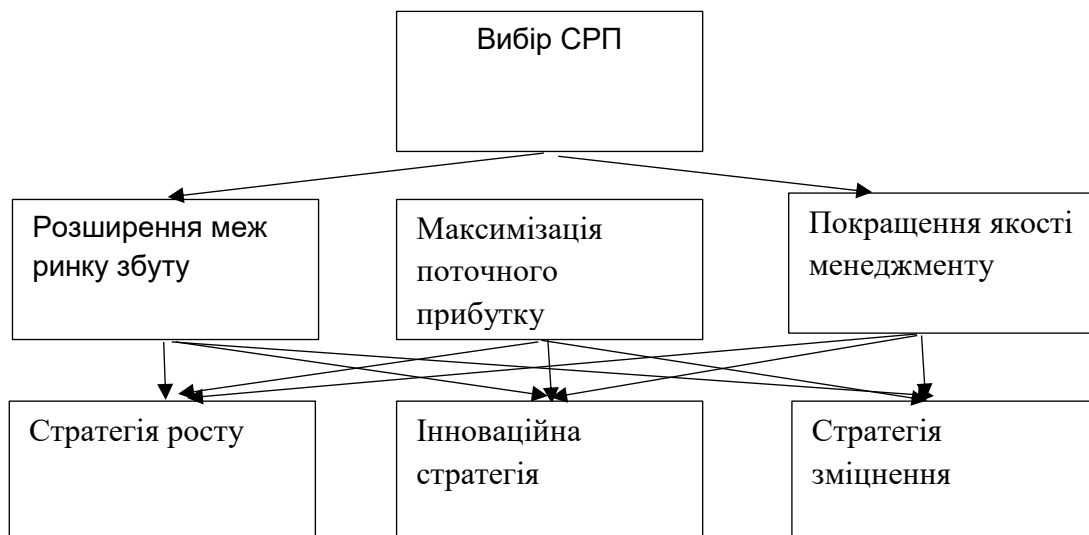 Вибір СРП
Розширення меж
ринку збуту
Максимізація
поточного
прибутку
Покращення якості
менеджменту
Стратегія росту
Інноваційна
стратегія
Стратегія
зміцнення